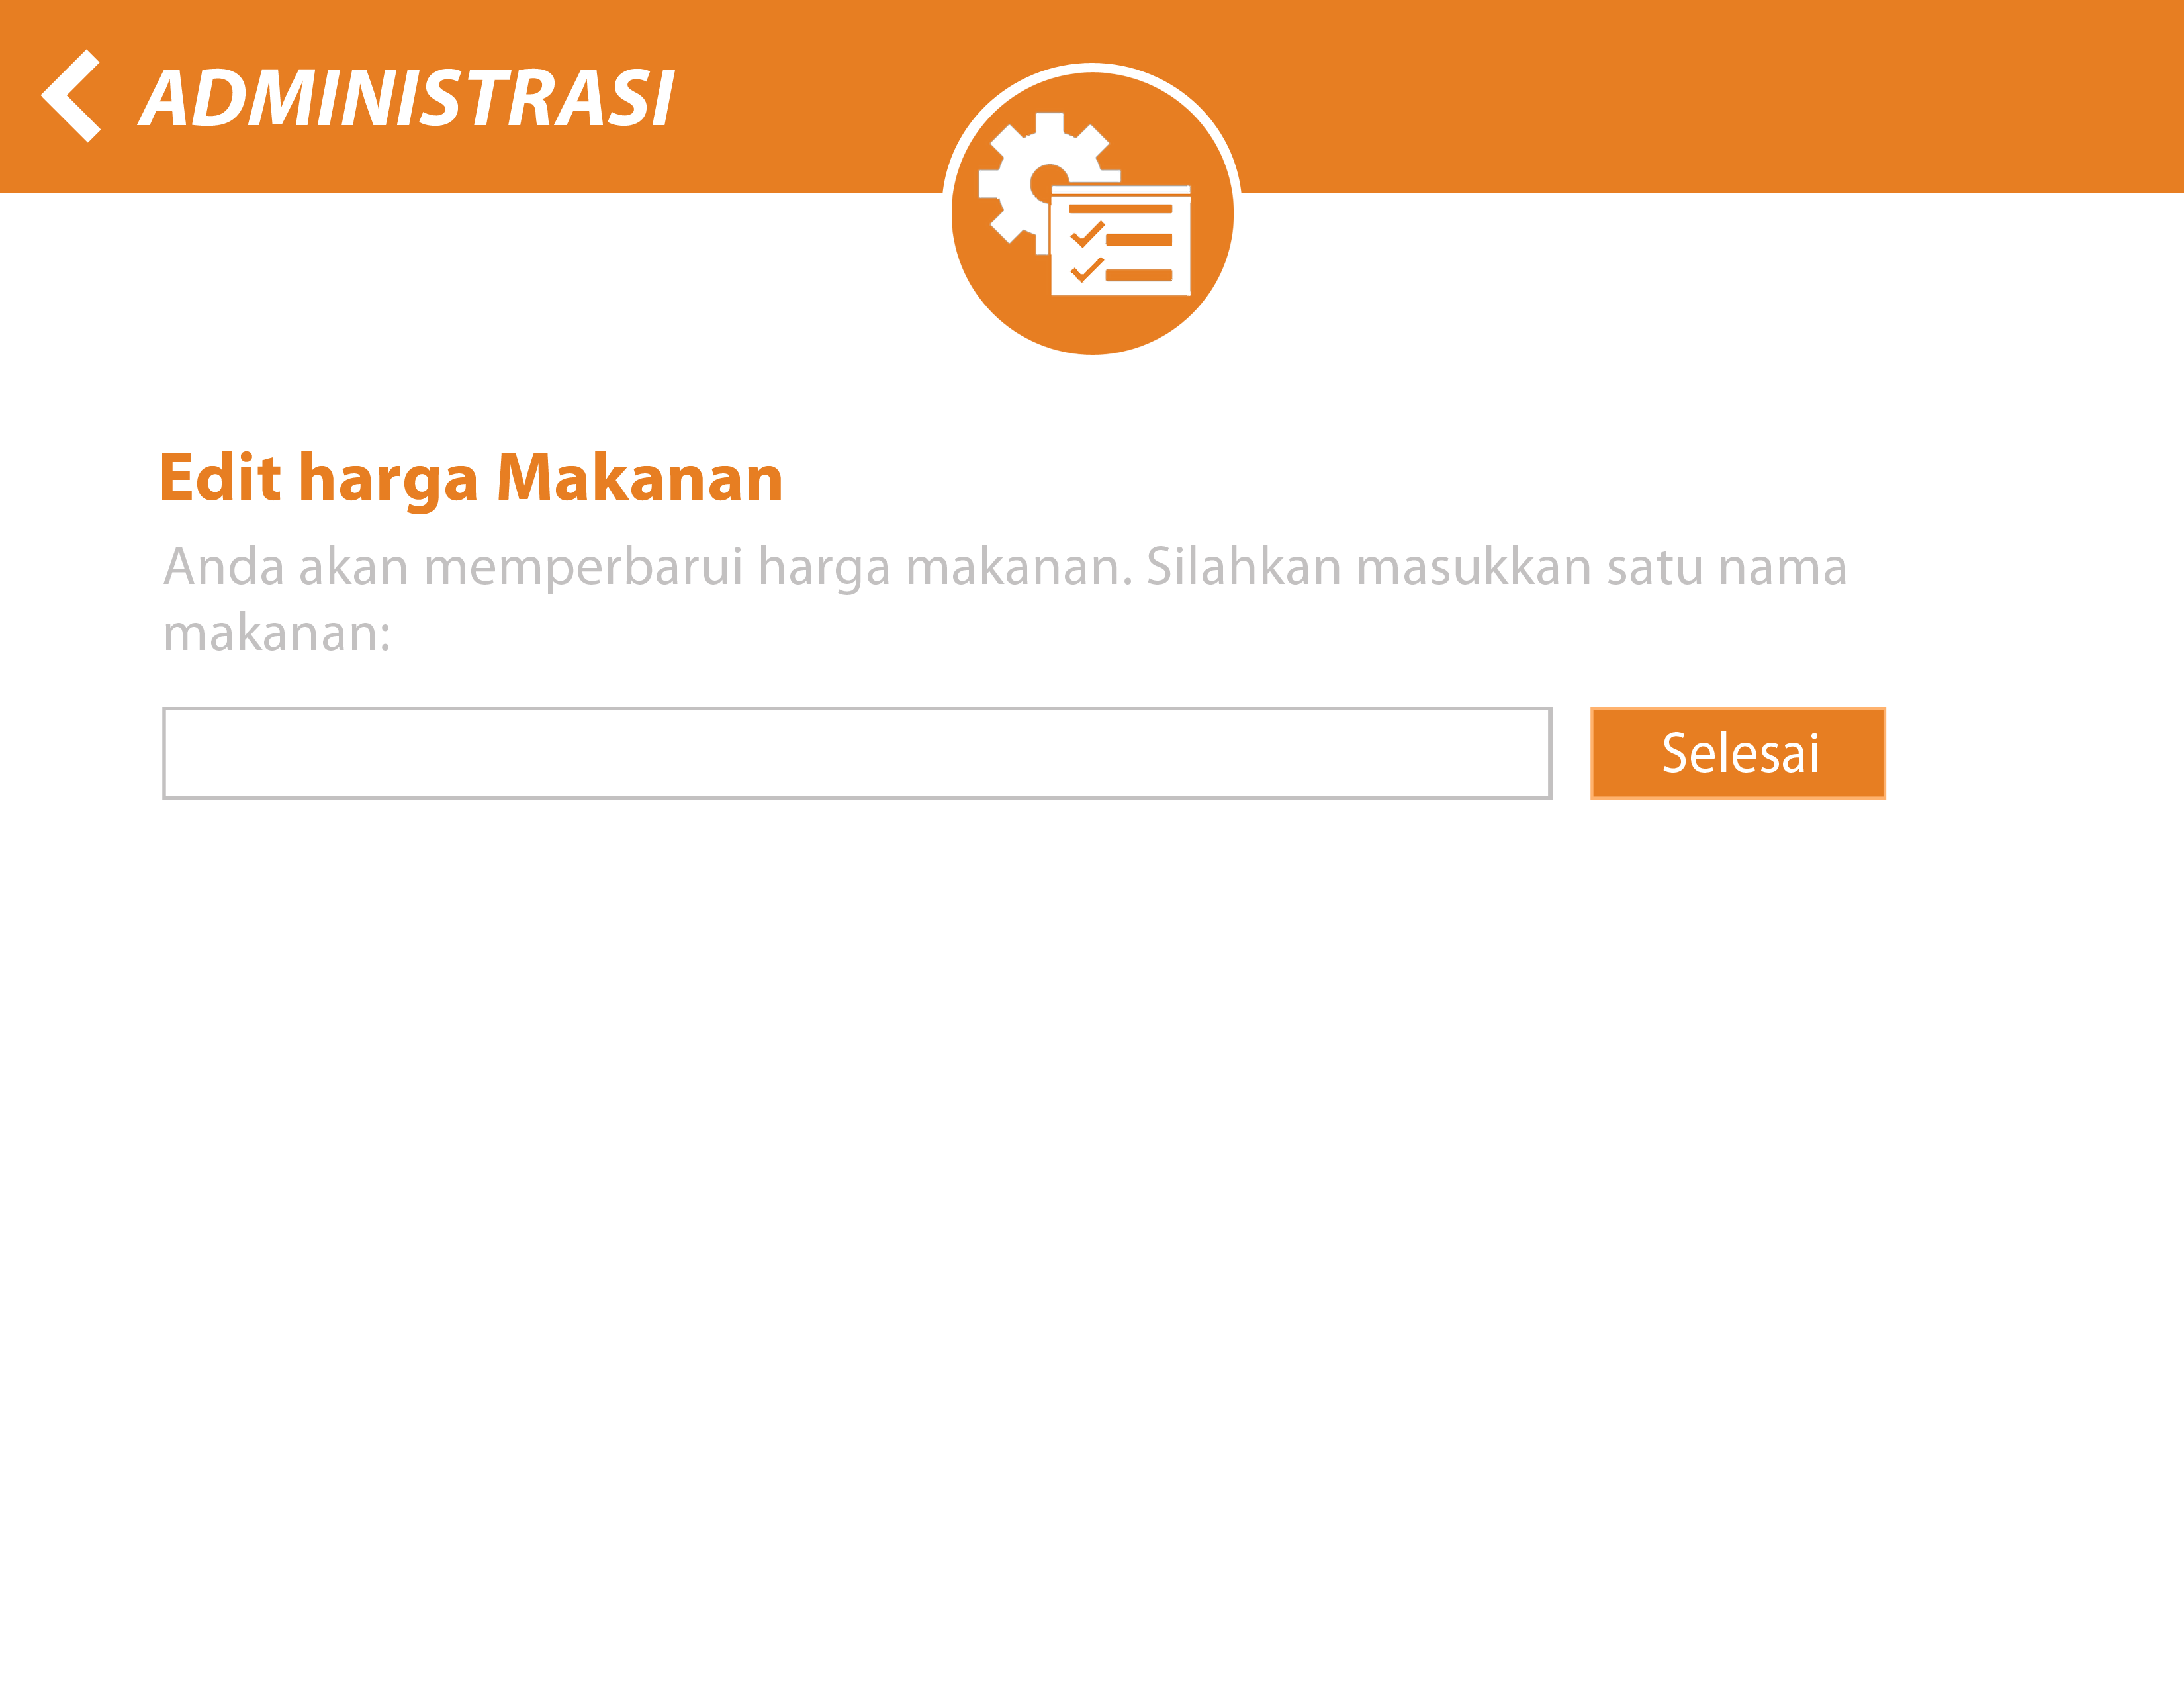 ADMINISTRASI
Edit harga Makanan
Anda akan memperbarui harga makanan. Silahkan masukkan satu nama
makanan:
Selesai